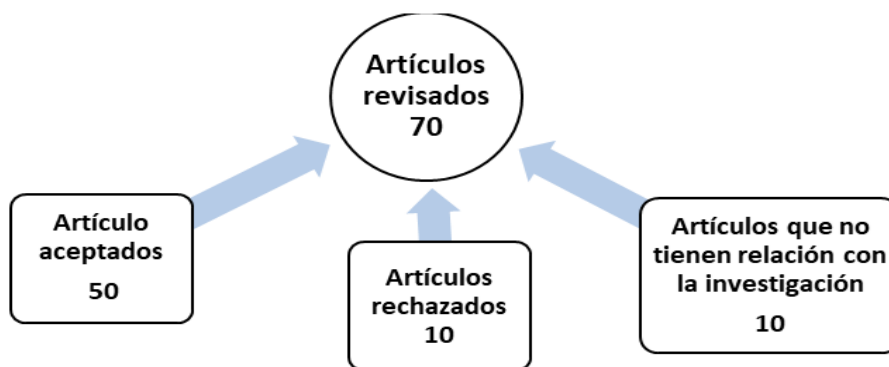 Artículos
revisados
70
Artículo
aceptados
50
Artículos
rechazados
10
Artículos que no
tienen relación con
la investigación
10